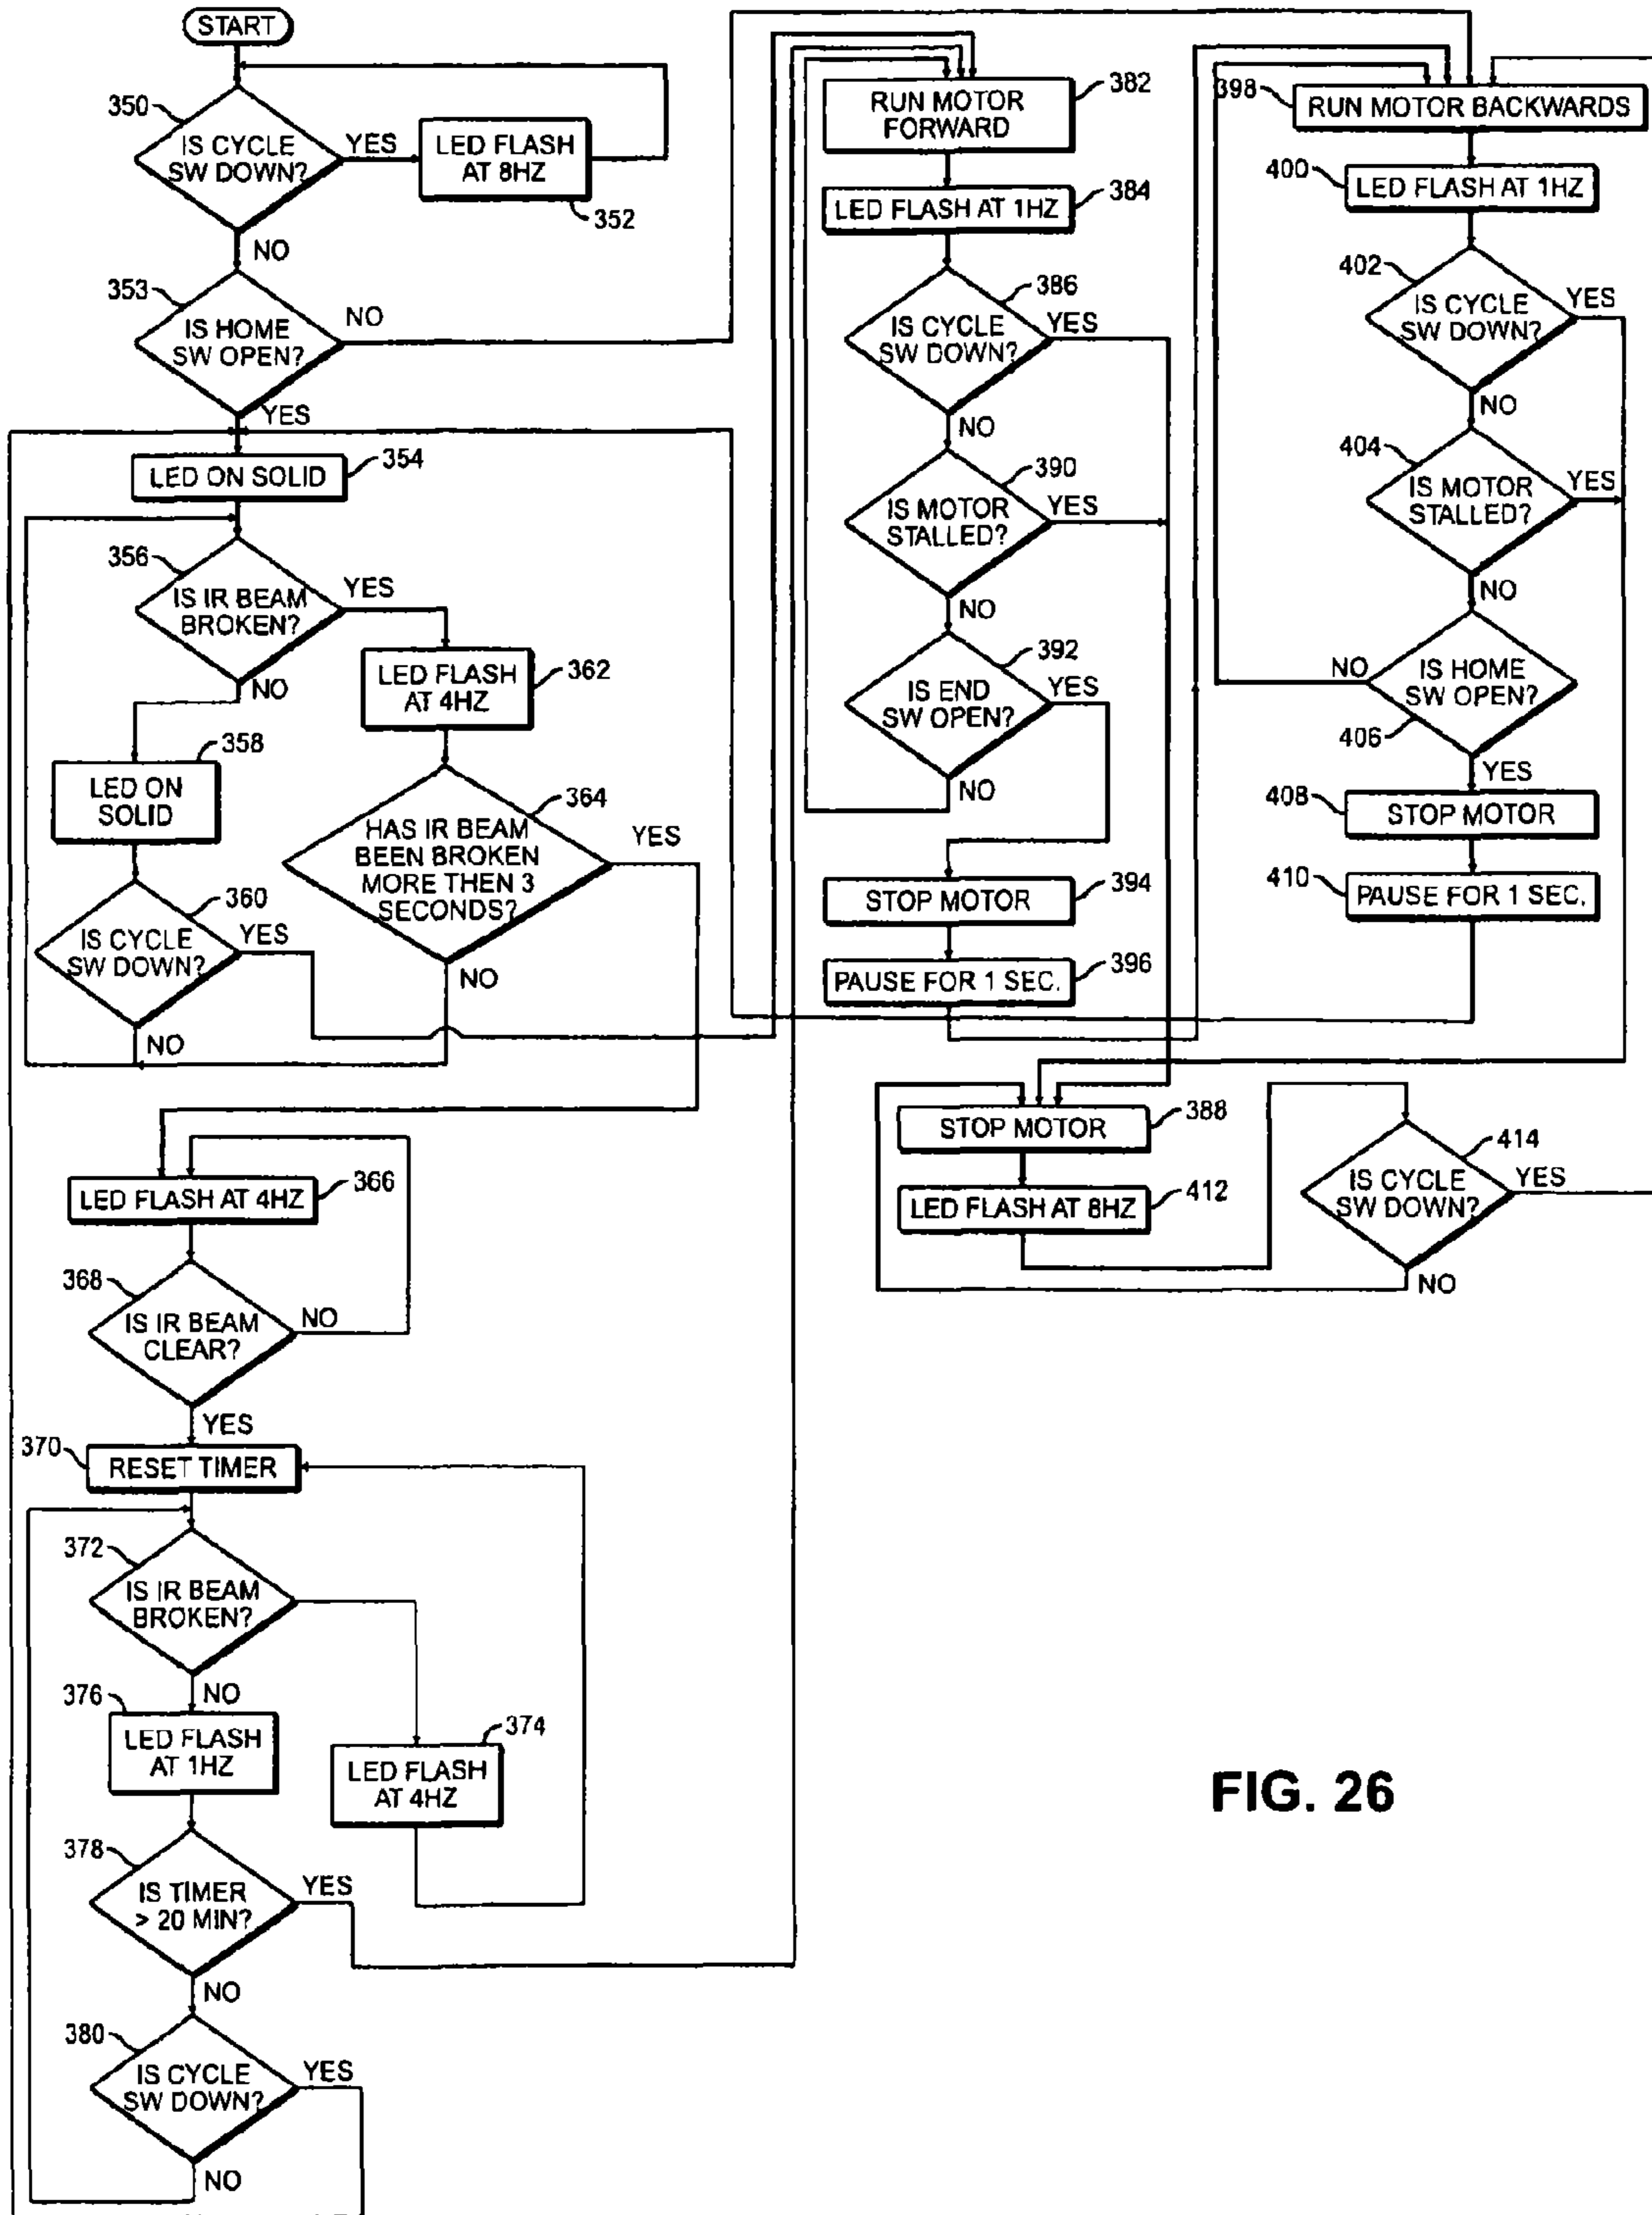 START
350
IS CYCLE
SW DOWN?
YES
LED FLASH
AT 8HZ
352
NO
353
IS HOME
SW OPEN?
NO
YES
LED ON SOLID
354
356
IS IR BEAM
BROKEN?
YES
NO
LED FLASH
AT 4HZ
362
358
LED ON
SOLID
364
HAS IR BEAM
BEEN BROKEN
MORE THEN 3
SECONDS?
YES
NO
360
IS CYCLE
SW DOWN?
YES
NO
LED FLASH AT 4HZ
366
368
IS IR BEAM
CLEAR?
NO
YES
370
RESET TIMER
372
IS IR BEAM
BROKEN?
NO
376
LED FLASH
AT 1HZ
374
LED FLASH
AT 4HZ
378
IS TIMER
> 20 MIN?
YES
NO
380
IS CYCLE
SW DOWN?
YES
NO
RUN MOTOR
FORWARD
382
LED FLASH AT 1HZ
384
386
IS CYCLE
SW DOWN?
YES
NO
390
IS MOTOR
STALLED?
YES
NO
392
IS END
SW OPEN?
YES
NO
STOP MOTOR
394
PAUSE FOR 1 SEC.
396
398
RUN MOTOR BACKWARDS
400
LED FLASH AT 1HZ
402
IS CYCLE
SW DOWN?
YES
NO
404
IS MOTOR
STALLED?
YES
NO
NO
IS HOME
SW OPEN?
406
YES
408
STOP MOTOR
410
PAUSE FOR 1 SEC.
STOP MOTOR
388
LED FLASH AT 8HZ
412
414
IS CYCLE
SW DOWN?
YES
NO
FIG. 26